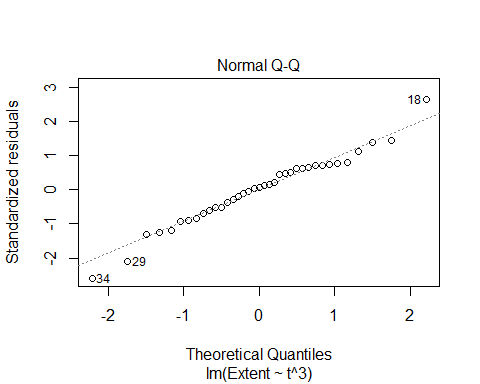 Normal Q-Q
Standardized residuals
3
2
1
0
-1
-2
18
29
34
-2 -1 0 1 2
Theoretical Quantiles
lm(Extent ~ t^3)